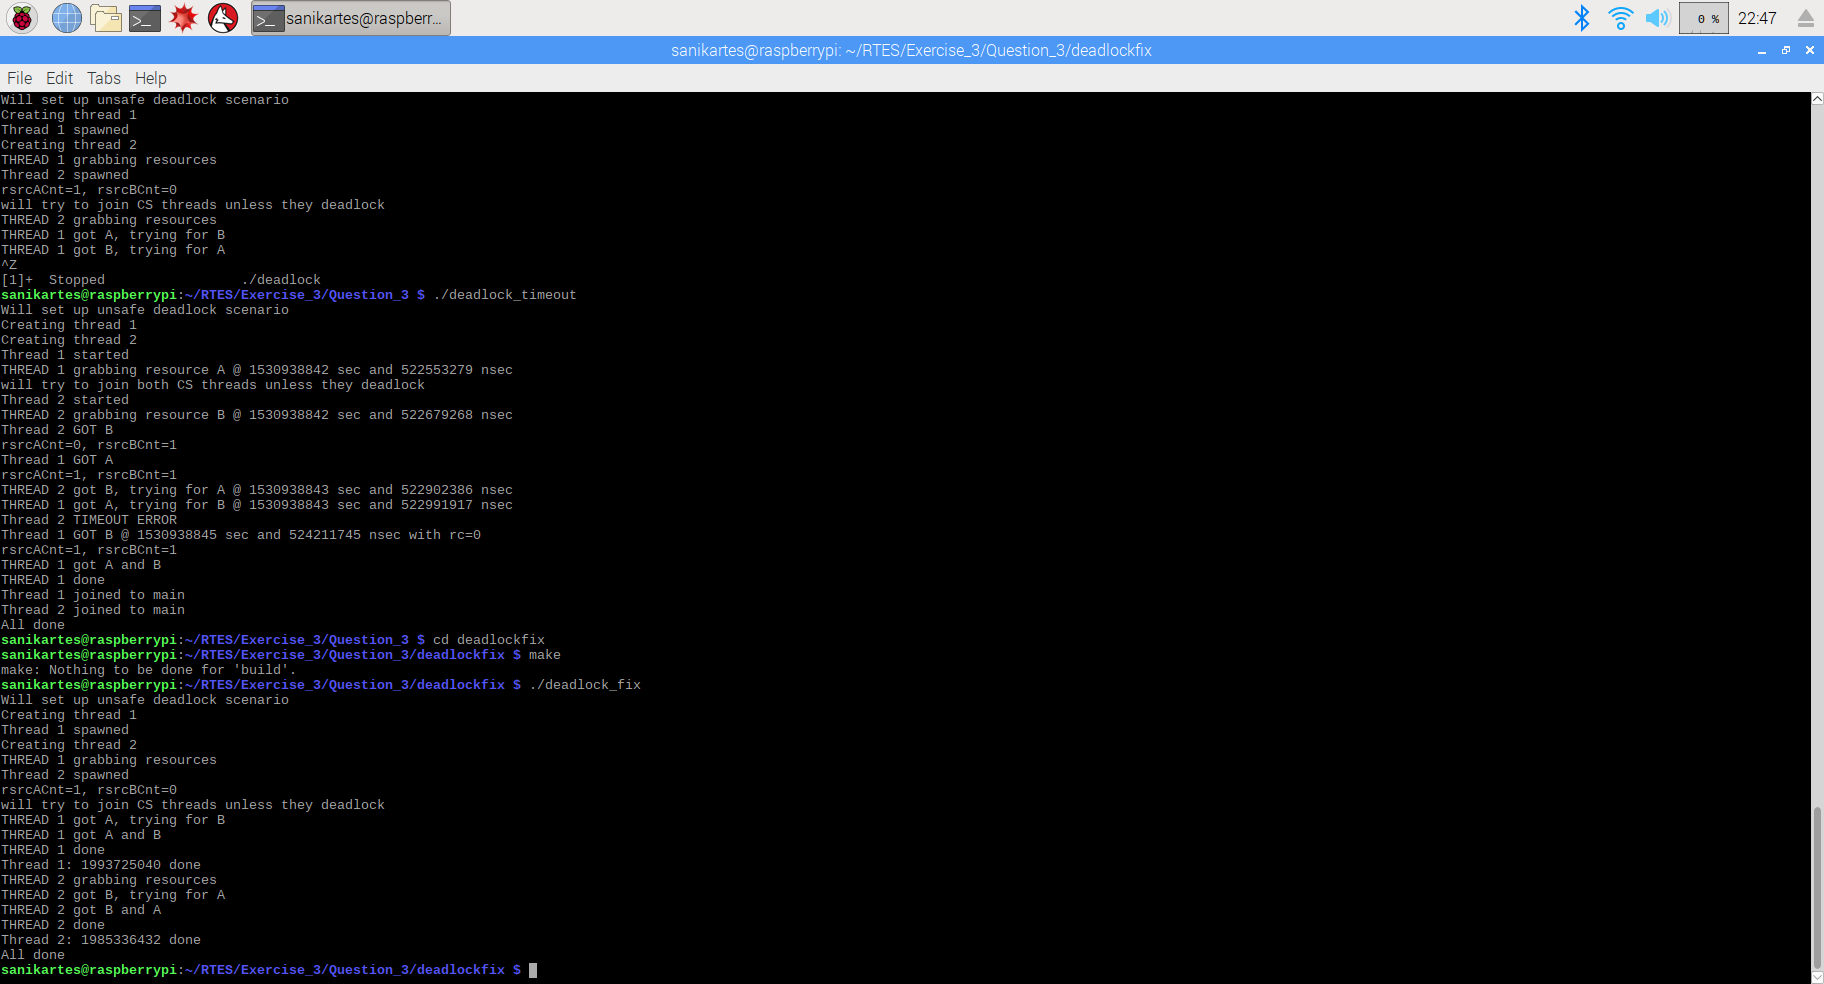 sanikartes@raspberr...
0 %
22:47
sanikartes@raspberrypi: ~/RTES/Exercise_3/Question_3/deadlockfix
File Edit Tabs Help
Will set up unsafe deadlock scenario
Creating thread 1
Thread 1 spawned
Creating thread 2
THREAD 1 grabbing resources
Thread 2 spawned
rsrcACnt=1, rsrcBCnt=0
will try to join CS threads unless they deadlock
THREAD 2 grabbing resources
THREAD 1 got A, trying for B
THREAD 1 got B, trying for A
^Z
[1]+  Stopped                 ./deadlock
sanikartes@raspberrypi:~/RTES/Exercise_3/Question_3 $ ./deadlock_timeout
Will set up unsafe deadlock scenario
Creating thread 1
Creating thread 2
Thread 1 started
THREAD 1 grabbing resource A @ 1530938842 sec and 522553279 nsec
will try to join both CS threads unless they deadlock
Thread 2 started
THREAD 2 grabbing resource B @ 1530938842 sec and 522679268 nsec
Thread 2 GOT B
rsrcACnt=0, rsrcBCnt=1
Thread 1 GOT A
rsrcACnt=1, rsrcBCnt=1
THREAD 2 got B, trying for A @ 1530938843 sec and 522902386 nsec
THREAD 1 got A, trying for B @ 1530938843 sec and 522991917 nsec
Thread 2 TIMEOUT ERROR
Thread 1 GOT B @ 1530938845 sec and 524211745 nsec with rc=0
rsrcACnt=1, rsrcBCnt=1
THREAD 1 got A and B
THREAD 1 done
Thread 1 joined to main
Thread 2 joined to main
All done
sanikartes@raspberrypi:~/RTES/Exercise_3/Question_3 $ cd deadlockfix
sanikartes@raspberrypi:~/RTES/Exercise_3/Question_3/deadlockfix $ make
make: Nothing to be done for 'build'.
sanikartes@raspberrypi:~/RTES/Exercise_3/Question_3/deadlockfix $ ./deadlock_fix
Will set up unsafe deadlock scenario
Creating thread 1
Thread 1 spawned
Creating thread 2
THREAD 1 grabbing resources
Thread 2 spawned
rsrcACnt=1, rsrcBCnt=0
will try to join CS threads unless they deadlock
THREAD 1 got A, trying for B
THREAD 1 got A and B
THREAD 1 done
Thread 1: 1993725040 done
THREAD 2 grabbing resources
THREAD 2 got B, trying for A
THREAD 2 got B and A
THREAD 2 done
Thread 2: 1985336432 done
All done
sanikartes@raspberrypi:~/RTES/Exercise_3/Question_3/deadlockfix $